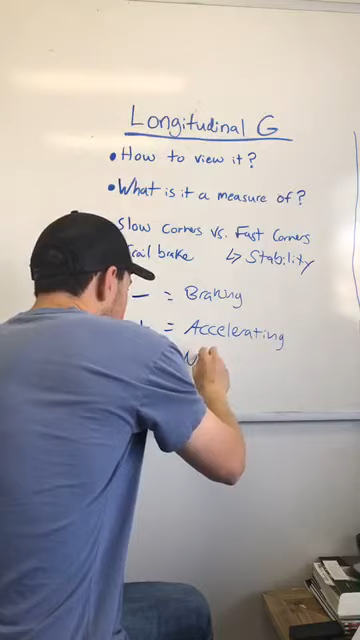 Longitudinal G
• How to view it?
• What is it a measure of?
Slow Corners vs. Fast Corners
Trail brake ↳ Stability
− = Braking
+ = Accelerating